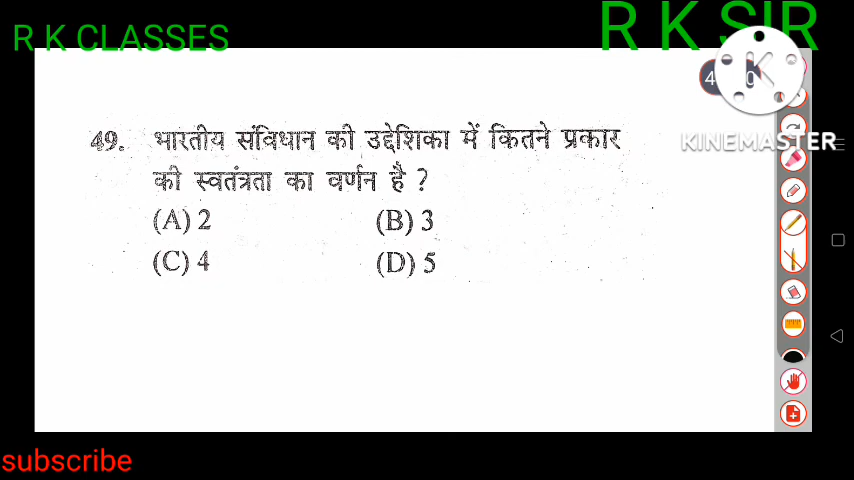 R K CLASSES
R K SIR
KINEMASTER
49. भारतीय संविधान की उद्देशिका में कितने प्रकार
की स्वतंत्रता का वर्णन है ?
(A) 2 (B) 3
(C) 4 (D) 5
subscribe